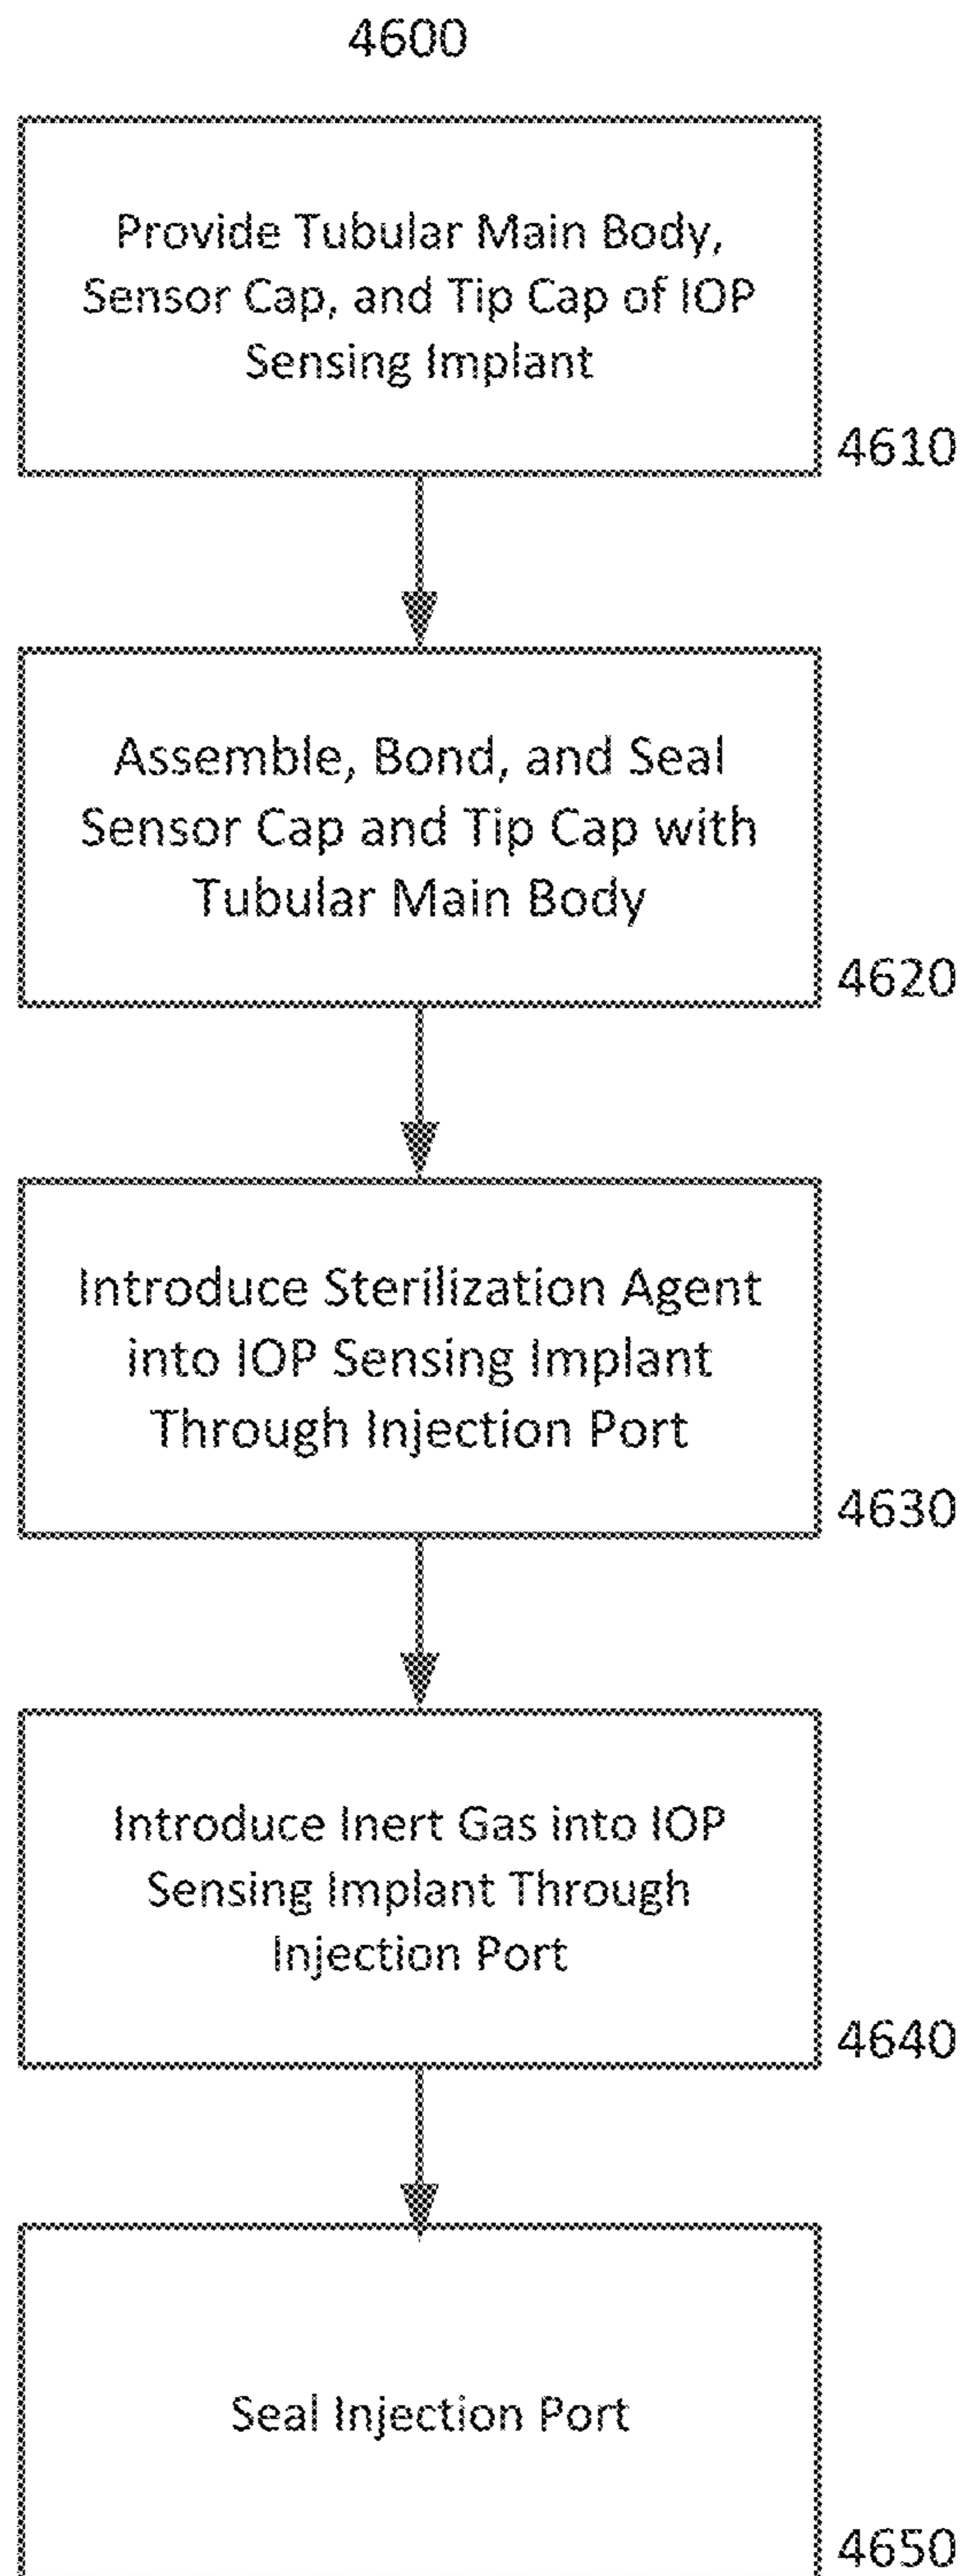 4600
Provide Tubular Main Body,
Sensor Cap, and Tip Cap of IOP
Sensing Implant
4610
Assemble, Bond, and Seal
Sensor Cap and Tip Cap with
Tubular Main Body
4620
Introduce Sterilization Agent
into IOP Sensing Implant
Through Injection Port
4630
Introduce Inert Gas into IOP
Sensing Implant Through
Injection Port
4640
Seal Injection Port
4650